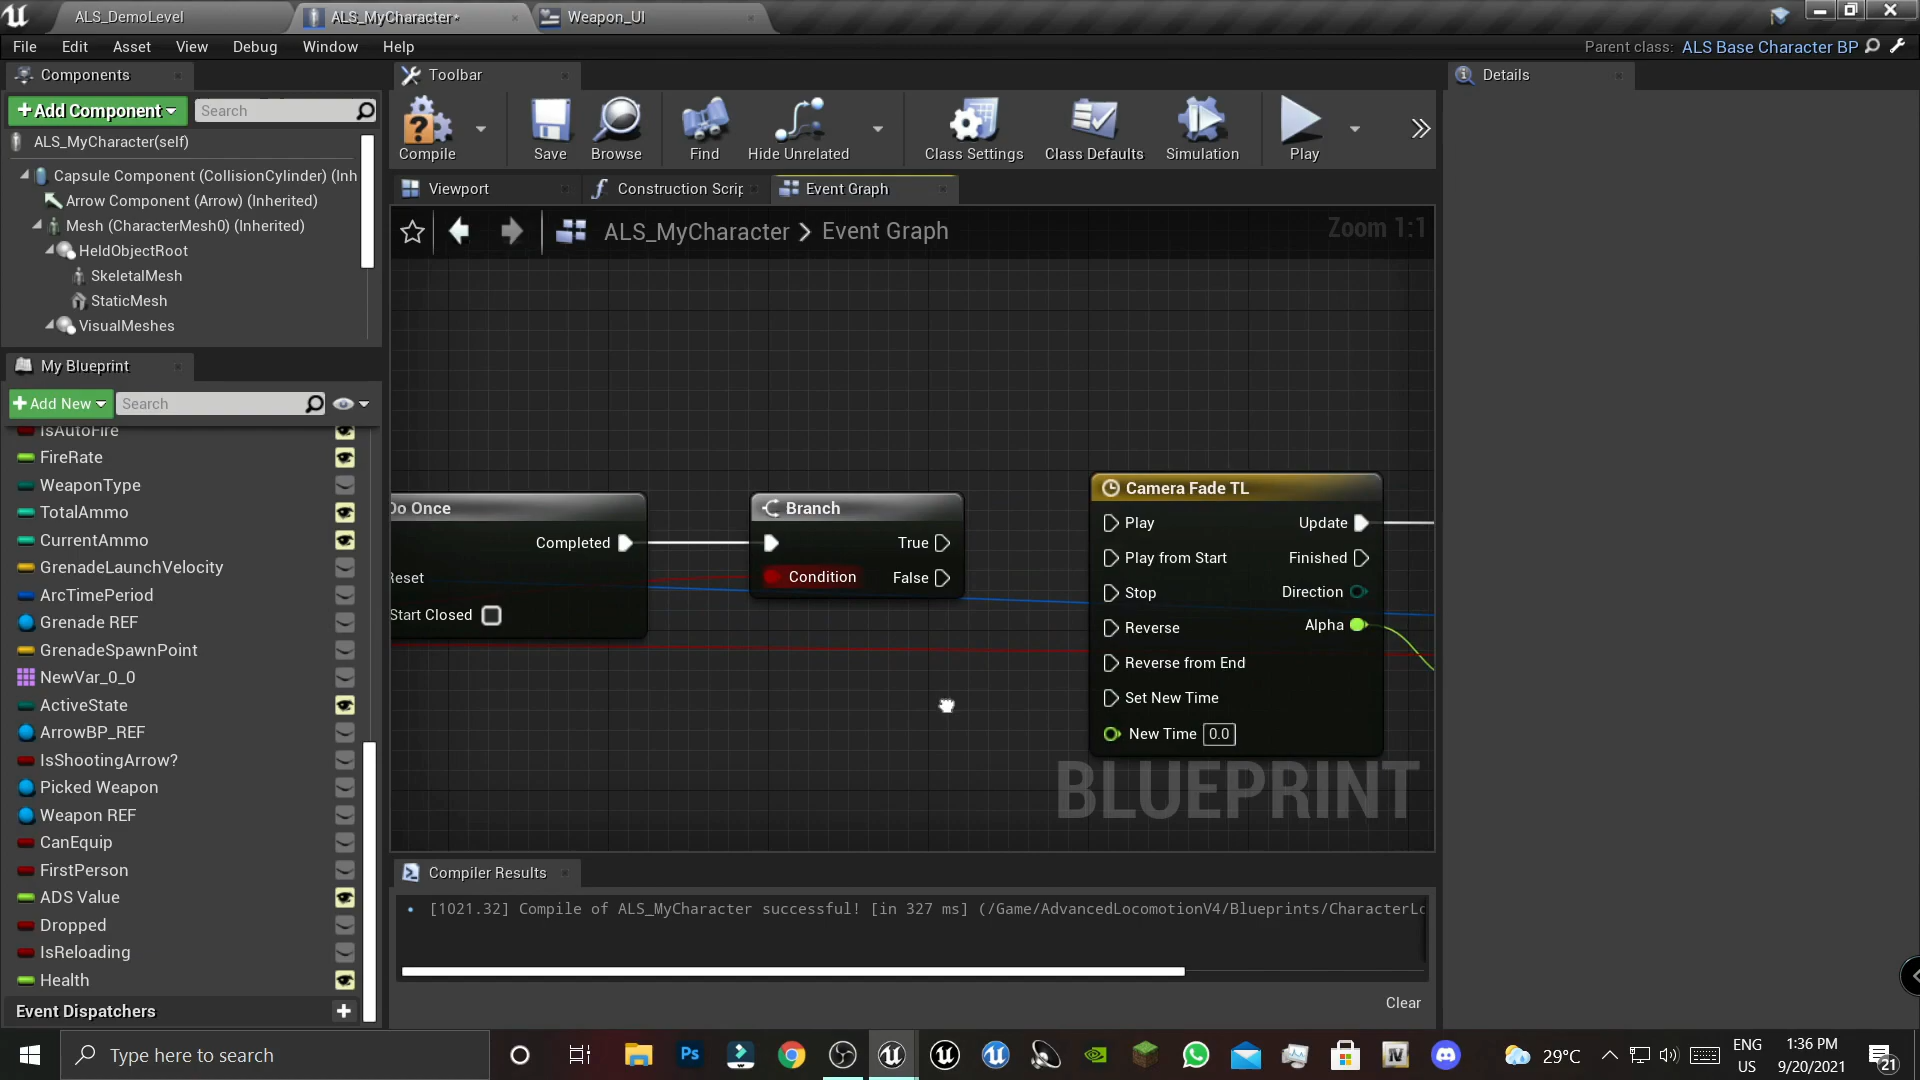 ALS_DemoLevel
ALS_MyCharacter*
Weapon_UI
File Edit Asset View Debug Window Help
Parent class: ALS Base Character BP
Components
Toolbar
Details
+Add Component
Search
ALS_MyCharacter(self)
Capsule Component (CollisionCylinder) (Inh
Arrow Component (Arrow) (Inherited)
Mesh (CharacterMesh0) (Inherited)
HeldObjectRoot
SkeletalMesh
StaticMesh
VisualMeshes
Compile
Save
Browse
Find
Hide Unrelated
Class Settings
Class Defaults
Simulation
Play
Viewport
Construction Scrip
Event Graph
ALS_MyCharacter > Event Graph
Zoom 1:1
My Blueprint
+Add New
Search
IsAutoFire
FireRate
WeaponType
TotalAmmo
CurrentAmmo
GrenadeLaunchVelocity
ArcTimePeriod
Grenade REF
GrenadeSpawnPoint
NewVar_0_0
ActiveState
ArrowBP_REF
IsShootingArrow?
Picked Weapon
Weapon REF
CanEquip
FirstPerson
ADS Value
Dropped
IsReloading
Health
Event Dispatchers
Do Once
Completed
Reset
Start Closed
Branch
True
Condition
False
Camera Fade TL
Play
Update
Play from Start
Finished
Stop
Direction
Reverse
Alpha
Reverse from End
Set New Time
New Time 0.0
BLUEPRINT
Compiler Results
[1021.32] Compile of ALS_MyCharacter successful! [in 327 ms] (/Game/AdvancedLocomotionV4/Blueprints/CharacterLo
Clear
Type here to search
Ps
IV
29°C
ENG
US
1:36 PM
9/20/2021
21